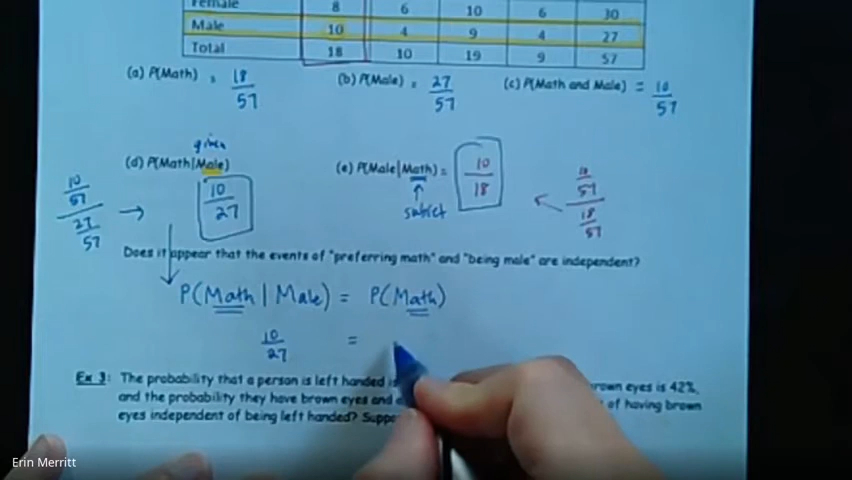 Female 8 6 10 6 30
Male 10 4 9 4 27
Total 18 10 19 9 57
(a) P(Math) = 18/57 (b) P(Male) = 27/57 (c) P(Math and Male) = 10/57
given
(d) P(Math|Male) (e) P(Male|Math) = 10/18
10/57 / 27/57 → 10/27 subset 10/57 / 18/57
Does it appear that the events of "preferring math" and "being male" are independent?
P(Math | Male) = P(Math)
10/27 =
Ex 3: The probability that a person is left handed is brown eyes is 42%,
and the probability they have brown eyes and of having brown
eyes independent of being left handed?
Erin Merritt